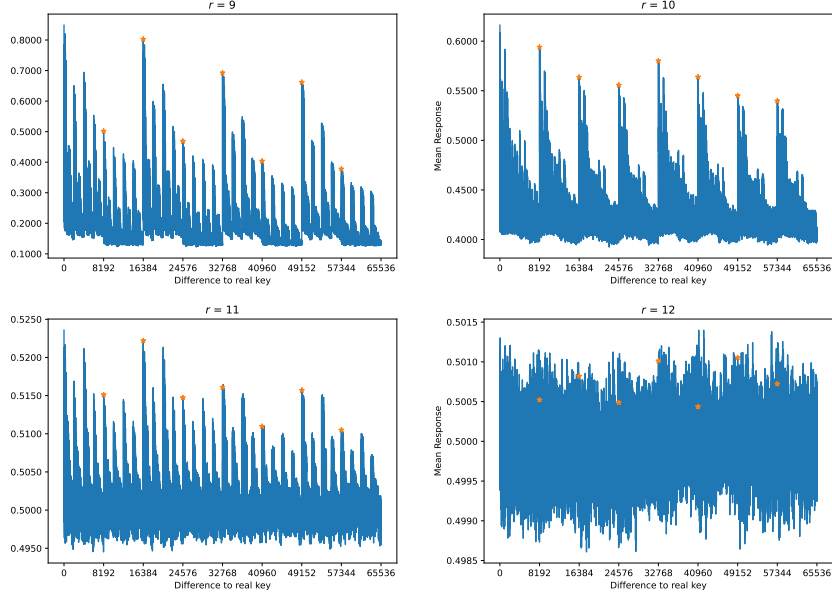 r = 9
0.8000
0.7000
0.6000
0.5000
0.4000
0.3000
0.2000
0.1000
0 8192 16384 24576 32768 40960 49152 57344 65536
Difference to real key
r = 10
Mean Response
0.6000
0.5500
0.5000
0.4500
0.4000
0 8192 16384 24576 32768 40960 49152 57344 65536
Difference to real key
r = 11
0.5250
0.5200
0.5150
0.5100
0.5050
0.5000
0.4950
0 8192 16384 24576 32768 40960 49152 57344 65536
Difference to real key
r = 12
Mean Response
0.5015
0.5010
0.5005
0.5000
0.4995
0.4990
0.4985
0 8192 16384 24576 32768 40960 49152 57344 65536
Difference to real key